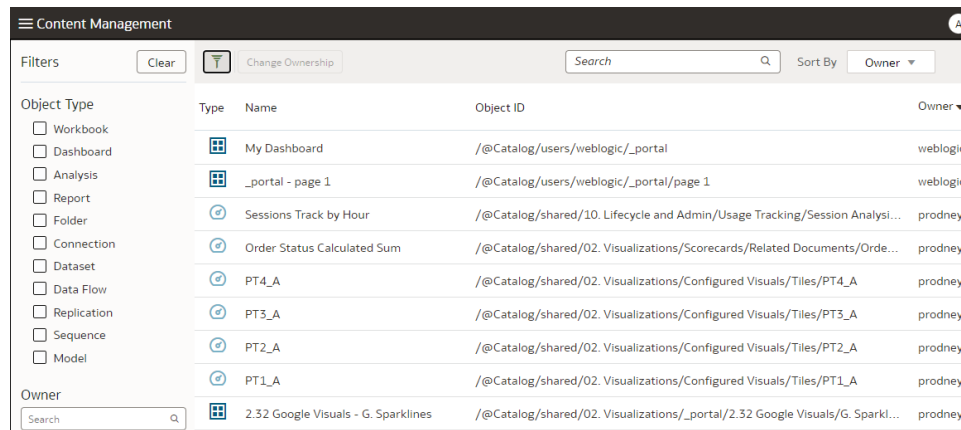 Content Management
A
Filters
Clear
Change Ownership
Search
Sort By
Owner
Object Type
Workbook
Dashboard
Analysis
Report
Folder
Connection
Dataset
Data Flow
Replication
Sequence
Model
Owner
Search
Type Name Object ID Owner
My Dashboard /@Catalog/users/weblogic/_portal weblogi
_portal - page 1 /@Catalog/users/weblogic/_portal/page 1 weblogi
Sessions Track by Hour /@Catalog/shared/10. Lifecycle and Admin/Usage Tracking/Session Analysi... prodney
Order Status Calculated Sum /@Catalog/shared/02. Visualizations/Scorecards/Related Documents/Orde... prodney
PT4_A /@Catalog/shared/02. Visualizations/Configured Visuals/Tiles/PT4_A prodney
PT3_A /@Catalog/shared/02. Visualizations/Configured Visuals/Tiles/PT3_A prodney
PT2_A /@Catalog/shared/02. Visualizations/Configured Visuals/Tiles/PT2_A prodney
PT1_A /@Catalog/shared/02. Visualizations/Configured Visuals/Tiles/PT1_A prodney
2.32 Google Visuals - G. Sparklines /@Catalog/shared/02. Visualizations/_portal/2.32 Google Visuals/G. Sparkl... prodney